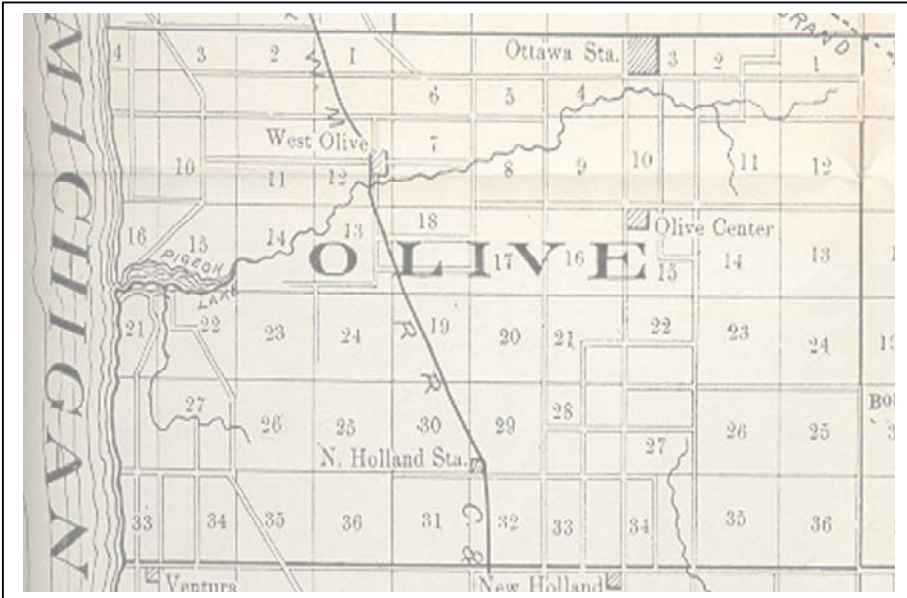 GRAND
4 3 2 1 Ottawa Sta. 3 2 1
6 5 4
W M
West Olive 7
10 11 12 8 9 10 11 12
18 Olive Center
16 15 14 13 17 16 15 14 13
PIGEON
LAKE
OLIVE
MICHIGAN
21 22 23 24 19 20 21 22 23 24 19
R R
27 26 25 30 29 28 27 26 25
N. Holland Sta.
33 34 35 36 31 32 33 34 35 36
C &
Ventura New Holland